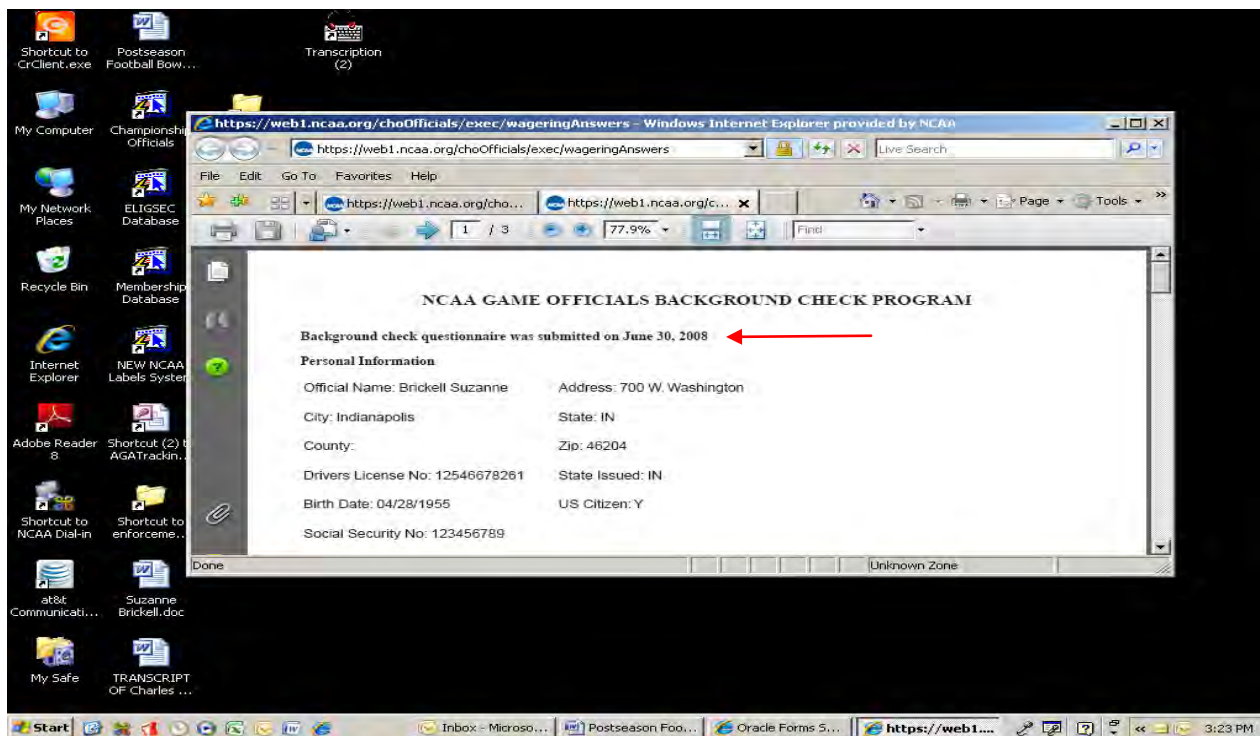 Shortcut to CrClient.exe
Postseason Football Bow...
Transcription (2)
My Computer
Championship Officials
My Network Places
ELIGSEC Database
Recycle Bin
Membership Database
Internet Explorer
NEW NCAA Labels System
Adobe Reader 8
Shortcut (2) t
AGATrackin...
Shortcut to NCAA Dial-in
Shortcut to enforceme...
at&t Communicati...
Suzanne Brickell.doc
My Safe
TRANSCRIPT OF Charles ...
https://web1.ncaa.org/choOfficials/exec/wageringAnswers - Windows Internet Explorer provided by NCAA
https://web1.ncaa.org/choOfficials/exec/wageringAnswers
Live Search
File Edit Go To Favorites Help
https://web1.ncaa.org/cho...
https://web1.ncaa.org/c...
Page Tools
1 / 3 77.9% Find
NCAA GAME OFFICIALS BACKGROUND CHECK PROGRAM
Background check questionnaire was submitted on June 30, 2008
Personal Information
Official Name: Brickell Suzanne Address: 700 W. Washington
City: Indianapolis State: IN
County: Zip: 46204
Drivers License No: 12546678261 State Issued: IN
Birth Date: 04/28/1955 US Citizen: Y
Social Security No: 123456789
Done Unknown Zone
Start Inbox - Microso... Postseason Foo... Oracle Forms S... https://web1.... 3:23 PM